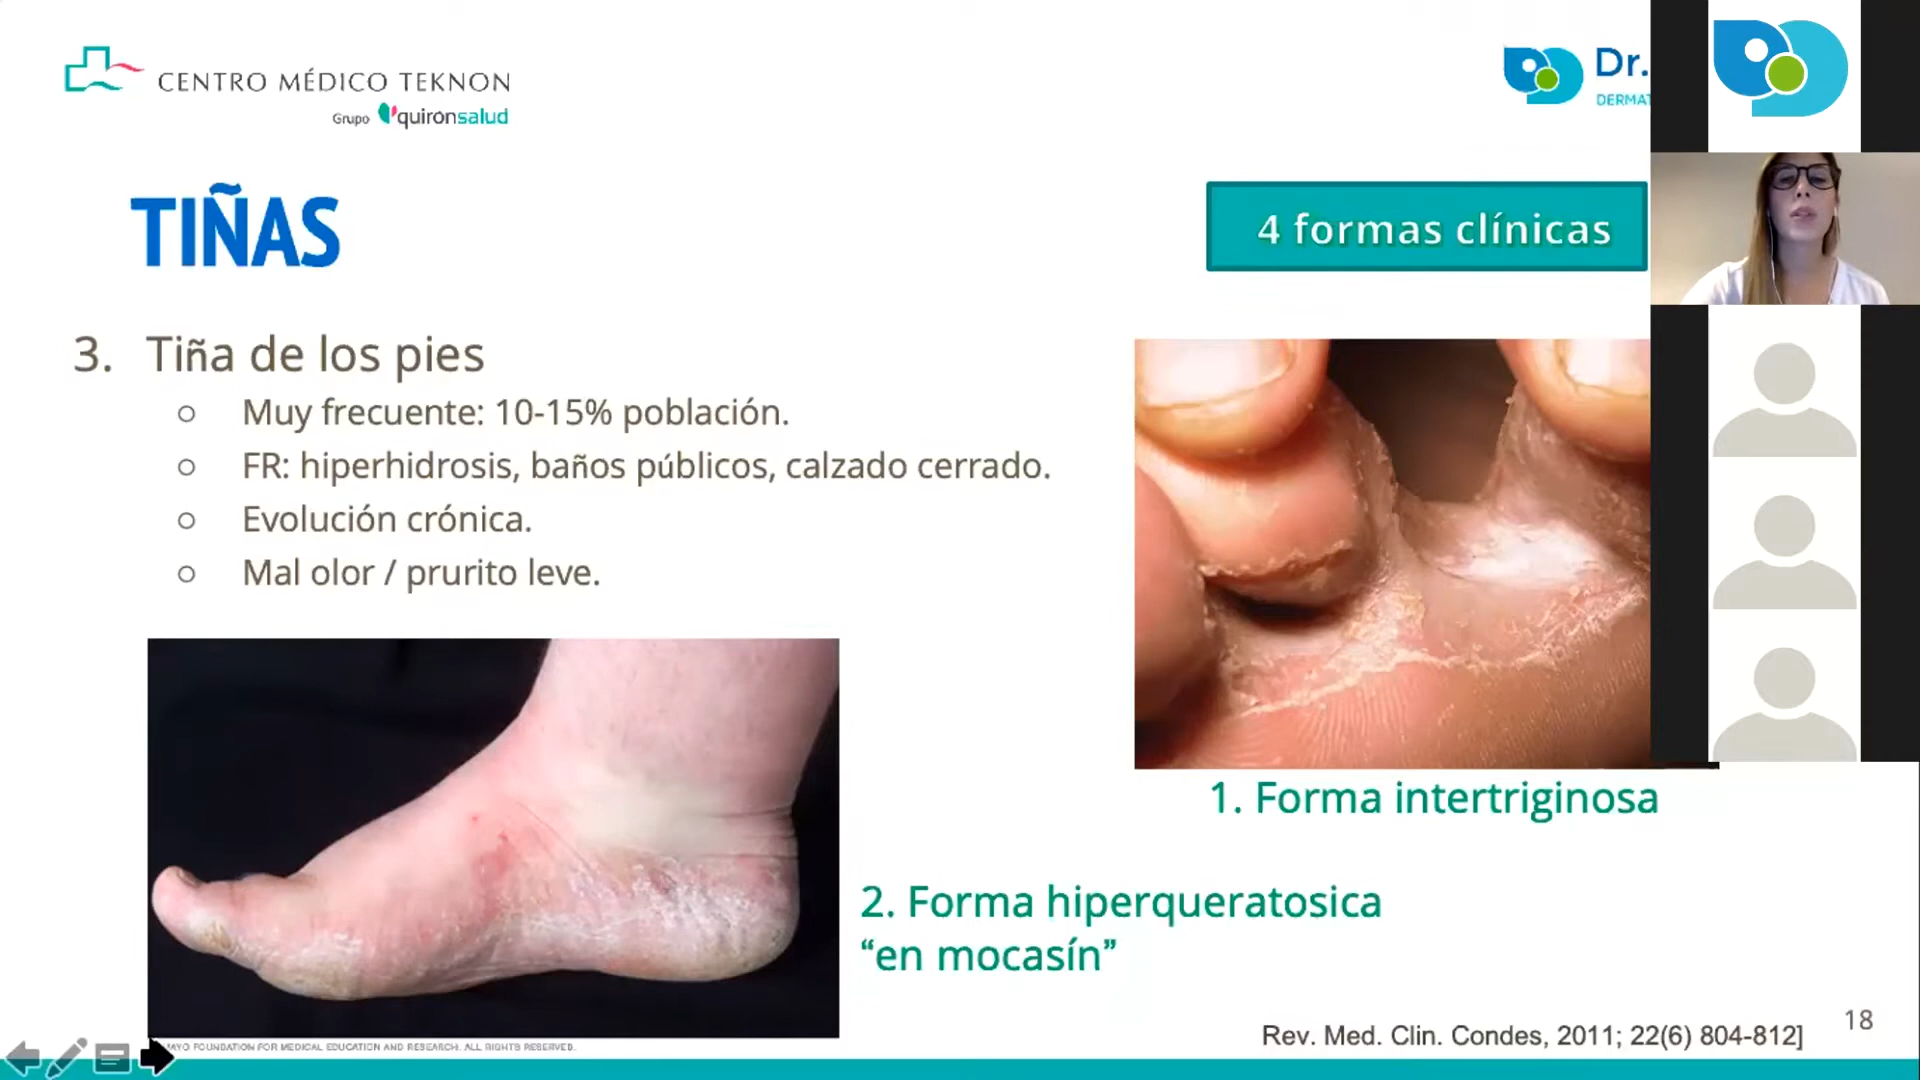 CENTRO MÉDICO TEKNON
Grupo quironsalud
Dr.
DERMAT
TIÑAS
4 formas clínicas
3. Tiña de los pies
○ Muy frecuente: 10-15% población.
○ FR: hiperhidrosis, baños públicos, calzado cerrado.
○ Evolución crónica.
○ Mal olor / prurito leve.
1. Forma intertriginosa
2. Forma hiperqueratosica
“en mocasín”
Rev. Med. Clin. Condes, 2011; 22(6) 804-812]
18
MAYO FOUNDATION FOR MEDICAL EDUCATION AND RESEARCH. ALL RIGHTS RESERVED.